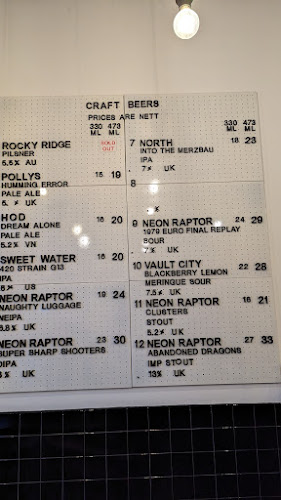 CRAFT BEERS
PRICES ARE NETT
330 473
ML ML
ROCKY RIDGE SOLD OUT
PILSNER
5.5% AU
POLLYS 15 19
HUMMING ERROR
PALE ALE
5. %
HOD 16 20
DREAM ALONE
PALE ALE
5.2% VN
SWEET WATER 16 20
420 STRAIN G13
IPA
6% US
NEON RAPTOR 19 24
NAUGHTY LUGGAGE
NEIPA
6.8% UK
NEON RAPTOR 23 30
SUPER SHARP SHOOTERS
DIPA
8% UK
330 473
ML ML
7 NORTH 18 23
INTO THE MERZBAU
IPA
7% UK
8
%
9 NEON RAPTOR 24 29
1979 EURO FINAL REPLAY
SOUR
7% UK
10 VAULT CITY 22 28
BLACKBERRY LEMON
MERINGUE SOUR
7.5% UK
11 NEON RAPTOR 16 21
CLUSTERS
STOUT
5.2% UK
12 NEON RAPTOR 27 33
ABANDONED DRAGONS
IMP STOUT
13% UK